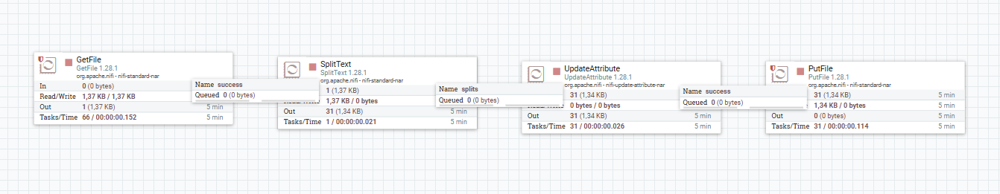 GetFile
GetFile 1.28.1
org.apache.nifi - nifi-standard-nar
In 0 (0 bytes)
Read/Write 1,37 KB / 1,37 KB
Out 1 (1,37 KB) 5 min
Tasks/Time 66 / 00:00:00.152 5 min
Name success
Queued 0 (0 bytes)
SplitText
SplitText 1.28.1
org.apache.nifi - nifi-standard-nar
1 (1,37 KB)
1,37 KB / 0 bytes
Out 31 (1,34 KB) 5 min
Tasks/Time 1 / 00:00:00.021 5 min
Name splits
Queued 0 (0 bytes)
UpdateAttribute
UpdateAttribute 1.28.1
org.apache.nifi - nifi-update-attribute-nar
31 (1,34 KB)
0 bytes / 0 bytes
Out 31 (1,34 KB) 5 min
Tasks/Time 31 / 00:00:00.026 5 min
Name success
Queued 0 (0 bytes)
PutFile
PutFile 1.28.1
org.apache.nifi - nifi-standard-nar
31 (1,34 KB) 5 min
1,34 KB / 0 bytes 5 min
Out 0 (0 bytes) 5 min
Tasks/Time 31 / 00:00:00.114 5 min